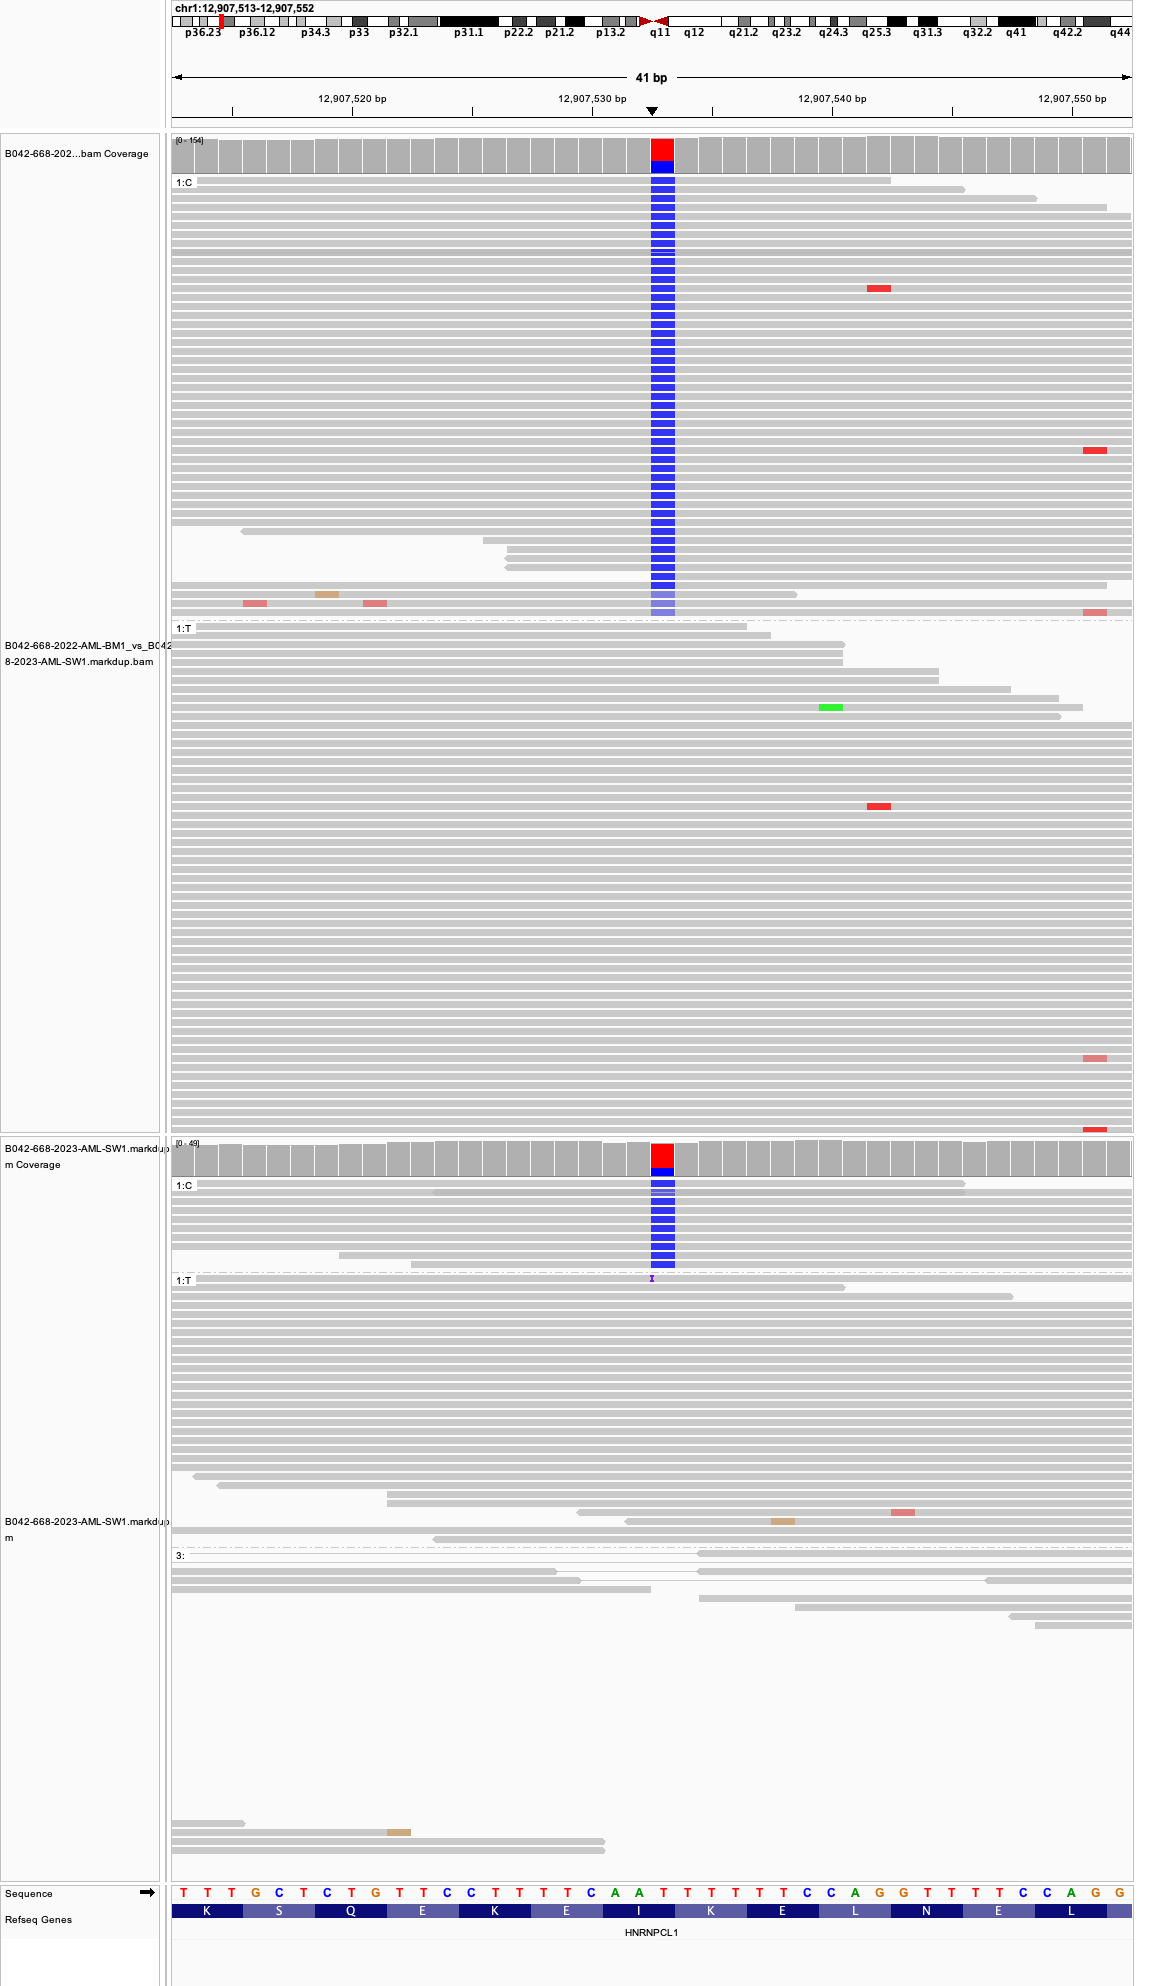 chr1:12,907,513-12,907,552
p36.23 p36.12 p34.3 p33 p32.1 p31.1 p22.2 p21.2 p13.2 q11 q12 q21.2 q23.2 q24.3 q25.3 q31.3 q32.2 q41 q42.2 q44
41 bp
12,907,520 bp 12,907,530 bp 12,907,540 bp 12,907,550 bp
[0 - 154]
B042-668-202...bam Coverage
1:C
1:T
B042-668-2022-AML-BM1_vs_B042
8-2023-AML-SW1.markdup.bam
[0 - 49]
B042-668-2023-AML-SW1.markdup
m Coverage
1:C
1:T
B042-668-2023-AML-SW1.markdup
m
3:
Sequence T T T G C T C T G T T C C T T T T C A A T T T T T T C C A G G T T T T C C A G G
Refseq Genes K S Q E K E I K E L N E L
HNRNPCL1